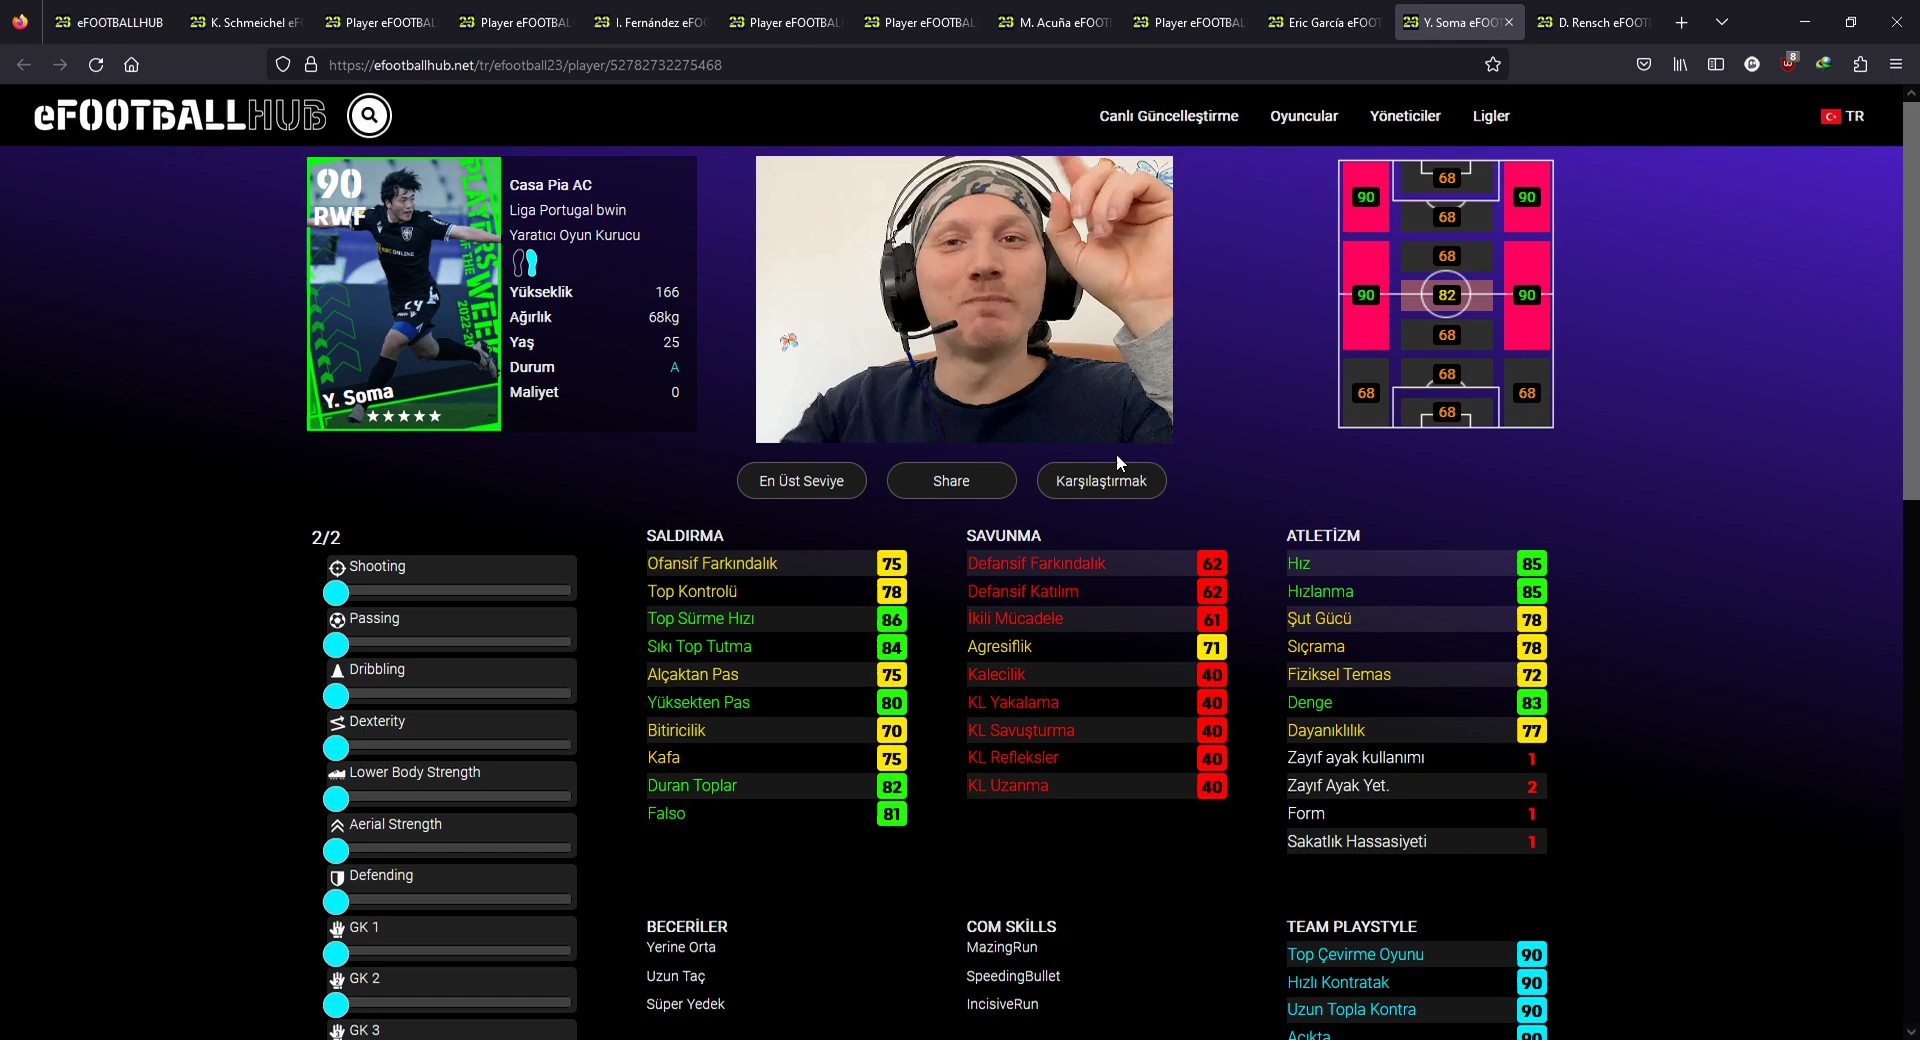 eFOOTBALLHUB
K. Schmeichel eF
Player eFOOTBAL
Player eFOOTBAL
I. Fernández eFO
Player eFOOTBAL
Player eFOOTBAL
M. Acuña eFOOT
Player eFOOTBAL
Eric García eFOO
Y. Soma eFOO
D. Rensch eFOOT
https://efootballhub.net/tr/efootball23/player/52782732275468
8
eFOOTBALLHUB
Canlı Güncelleştirme
Oyuncular
Yöneticiler
Ligler
TR
90
RWF
PLAYERS
OF THE WEEK
2022-20
Y. Soma
Casa Pia AC
Liga Portugal bwin
Yaratıcı Oyun Kurucu
Yükseklik 166
Ağırlık 68kg
Yaş 25
Durum A
Maliyet 0
90 68 90
68
68
90 82 90
68
68
68 68
68
En Üst Seviye
Share
Karşılaştırmak
2/2
Shooting
Passing
Dribbling
Dexterity
Lower Body Strength
Aerial Strength
Defending
GK 1
GK 2
GK 3
SALDIRMA
Ofansif Farkındalık 75
Top Kontrolü 78
Top Sürme Hızı 86
Sıkı Top Tutma 84
Alçaktan Pas 75
Yüksekten Pas 80
Bitiricilik 70
Kafa 75
Duran Toplar 82
Falso 81
SAVUNMA
Defansif Farkındalık 62
Defansif Katılım 62
İkili Mücadele 61
Agresiflik 71
Kalecilik 40
KL Yakalama 40
KL Savuşturma 40
KL Refleksler 40
KL Uzanma 40
ATLETİZM
Hız 85
Hızlanma 85
Şut Gücü 78
Sıçrama 78
Fiziksel Temas 72
Denge 83
Dayanıklılık 77
Zayıf ayak kullanımı 1
Zayıf Ayak Yet. 2
Form 1
Sakatlık Hassasiyeti 1
BECERİLER
Yerine Orta
Uzun Taç
Süper Yedek
COM SKİLLS
MazingRun
SpeedingBullet
IncisiveRun
TEAM PLAYSTYLE
Top Çevirme Oyunu 90
Hızlı Kontratak 90
Uzun Topla Kontra 90
Açıkta 90